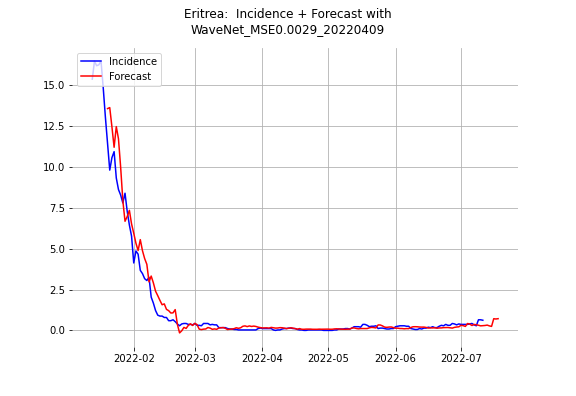 Eritrea:  Incidence + Forecast with
WaveNet_MSE0.0029_20220409
Incidence
Forecast
15.0
12.5
10.0
7.5
5.0
2.5
0.0
2022-02 2022-03 2022-04 2022-05 2022-06 2022-07